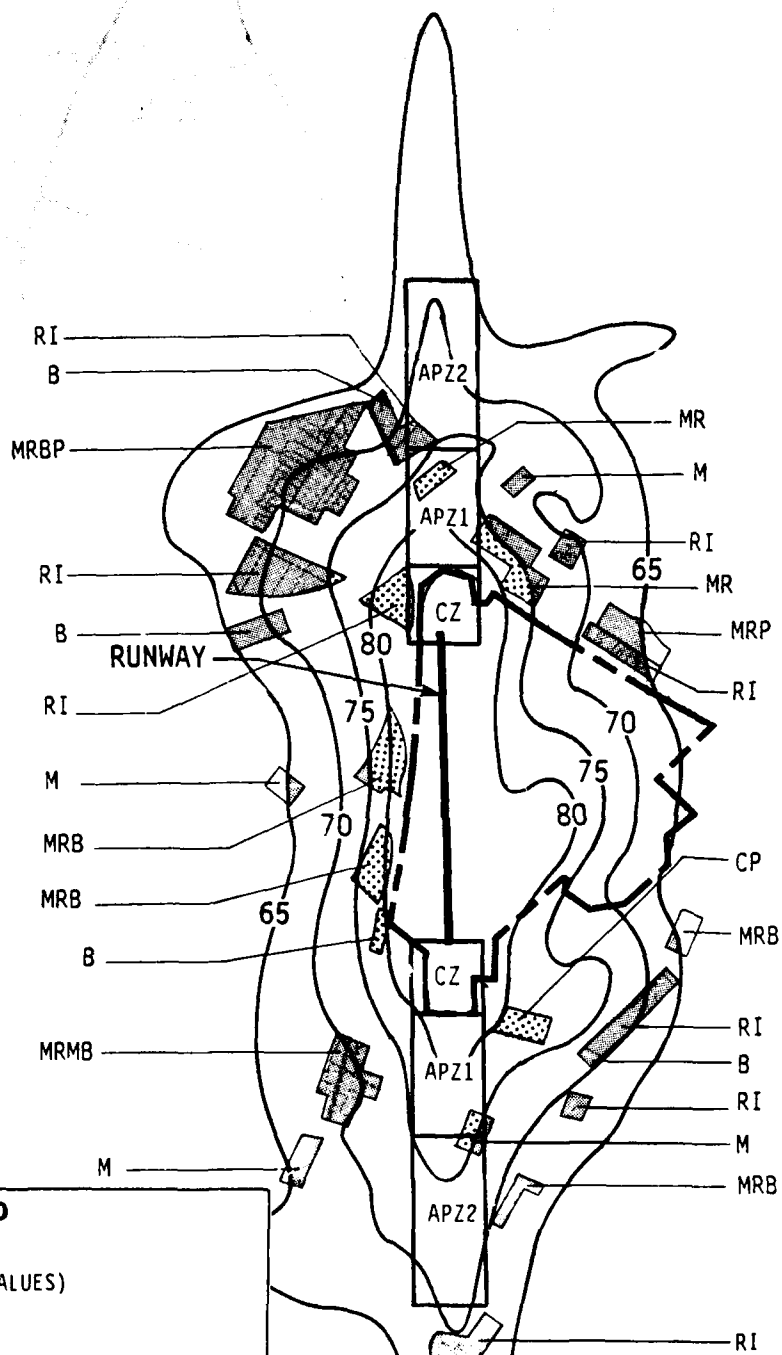 APZ2
RI
B
MR
MRBP
M
APZ1
RI
RI
65
MR
CZ
B
80
MRP
RUNWAY
RI
RI
75
70
M
75
MRB
70
80
CP
MRB
65
MRB
B
CZ
RI
MRMB
APZ1
B
RI
M
M
MRB
APZ2
ALUES)
RI